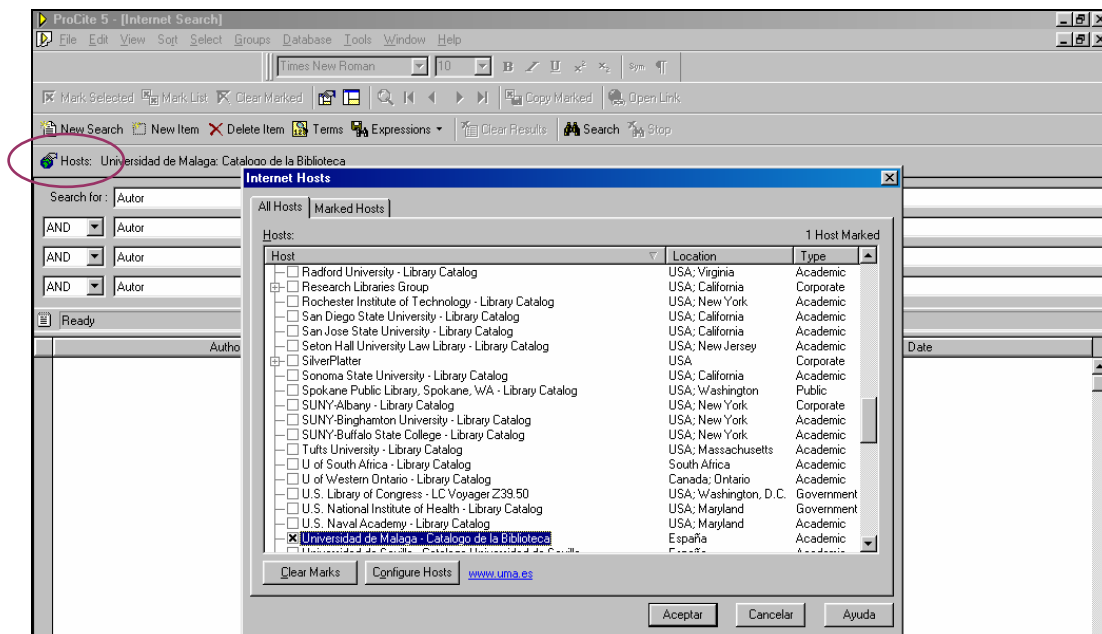 ProCite 5 - [Internet Search]
File Edit View Sort Select Groups Database Tools Window Help
Times New Roman 10 B I U x² x₂ Sym ¶
Mark Selected Mark List Clear Marked Copy Marked Open Link
New Search New Item Delete Item Terms Expressions Clear Results Search Stop
Hosts: Universidad de Malaga: Catalogo de la Biblioteca
Internet Hosts
Search for: Autor
All Hosts Marked Hosts
AND Autor
Hosts: 1 Host Marked
AND Autor
Host Location Type
AND Autor
Ready
Autho
Date
Radford University - Library Catalog USA; Virginia Academic
Research Libraries Group USA; California Corporate
Rochester Institute of Technology - Library Catalog USA; New York Academic
San Diego State University - Library Catalog USA; California Academic
San Jose State University - Library Catalog USA; California Academic
Seton Hall University Law Library - Library Catalog USA; New Jersey Academic
SilverPlatter USA Corporate
Sonoma State University - Library Catalog USA; California Academic
Spokane Public Library, Spokane, WA - Library Catalog USA; Washington Public
SUNY-Albany - Library Catalog USA; New York Corporate
SUNY-Binghamton University - Library Catalog USA; New York Academic
SUNY-Buffalo State College - Library Catalog USA; New York Academic
Tufts University - Library Catalog USA; Massachusetts Academic
U of South Africa - Library Catalog South Africa Academic
U of Western Ontario - Library Catalog Canada; Ontario Academic
U.S. Library of Congress - LC Voyager Z39.50 USA; Washington, D.C. Government
U.S. National Institute of Health - Library Catalog USA; Maryland Government
U.S. Naval Academy - Library Catalog USA; Maryland Academic
Universidad de Malaga - Catalogo de la Biblioteca España Academic
Universidad de Sevilla - Catalogo Universidad de Sevilla España Academic
Clear Marks Configure Hosts www.uma.es
Aceptar Cancelar Ayuda